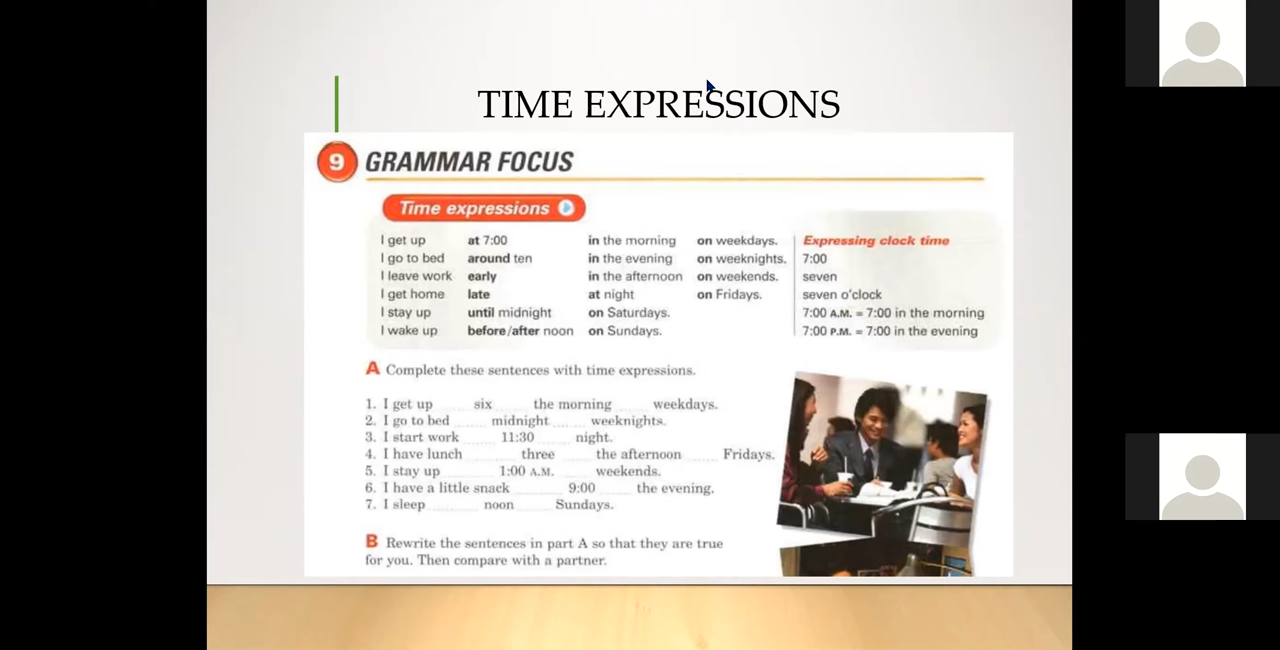 TIME EXPRESSIONS
9 GRAMMAR FOCUS
Time expressions
I get up at 7:00 in the morning on weekdays.
I go to bed around ten in the evening on weeknights.
I leave work early in the afternoon on weekends.
I get home late at night on Fridays.
I stay up until midnight on Saturdays.
I wake up before/after noon on Sundays.
Expressing clock time
7:00
seven
seven o'clock
7:00 A.M. = 7:00 in the morning
7:00 P.M. = 7:00 in the evening
A Complete these sentences with time expressions.
1. I get up ...... six ...... the morning ...... weekdays.
2. I go to bed ...... midnight ...... weeknights.
3. I start work ...... 11:30 ...... night.
4. I have lunch ...... three ...... the afternoon ...... Fridays.
5. I stay up ...... 1:00 A.M. ...... weekends.
6. I have a little snack ...... 9:00 ...... the evening.
7. I sleep ...... noon ...... Sundays.
B Rewrite the sentences in part A so that they are true
for you. Then compare with a partner.